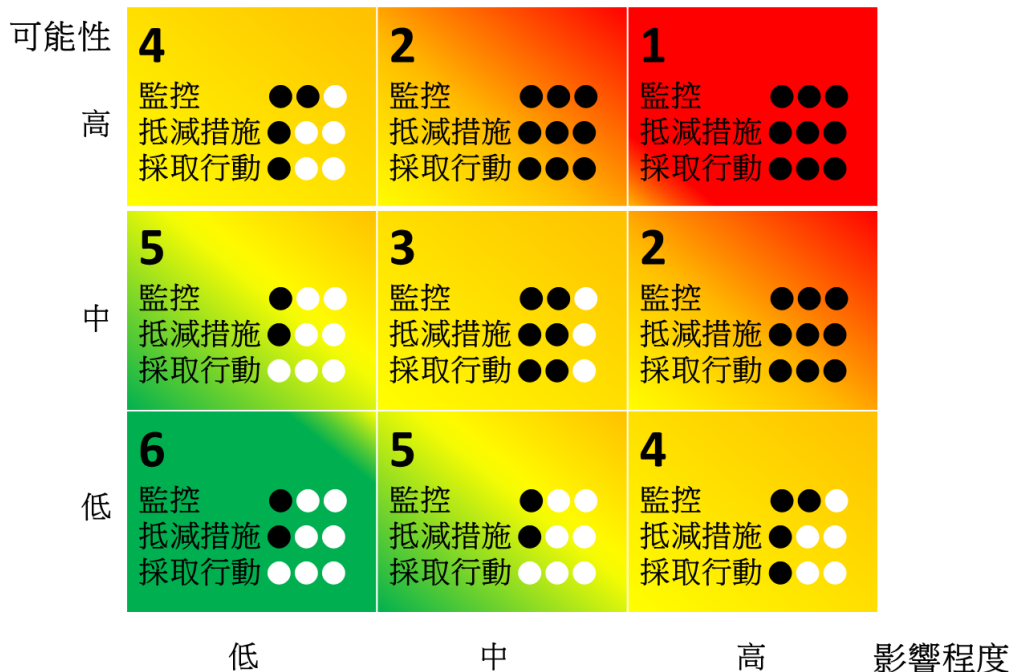 可能性
高
4
監控 ●●○
抵減措施 ●○○
採取行動 ●○○
2
監控 ●●●
抵減措施 ●●●
採取行動 ●●●
1
監控 ●●●
抵減措施 ●●●
採取行動 ●●●
中
5
監控 ●○○
抵減措施 ●○○
採取行動 ○○○
3
監控 ●●○
抵減措施 ●●○
採取行動 ●●○
2
監控 ●●●
抵減措施 ●●●
採取行動 ●●●
低
6
監控 ●○○
抵減措施 ●○○
採取行動 ○○○
5
監控 ●○○
抵減措施 ●○○
採取行動 ○○○
4
監控 ●●○
抵減措施 ●○○
採取行動 ●○○
低
中
高
影響程度